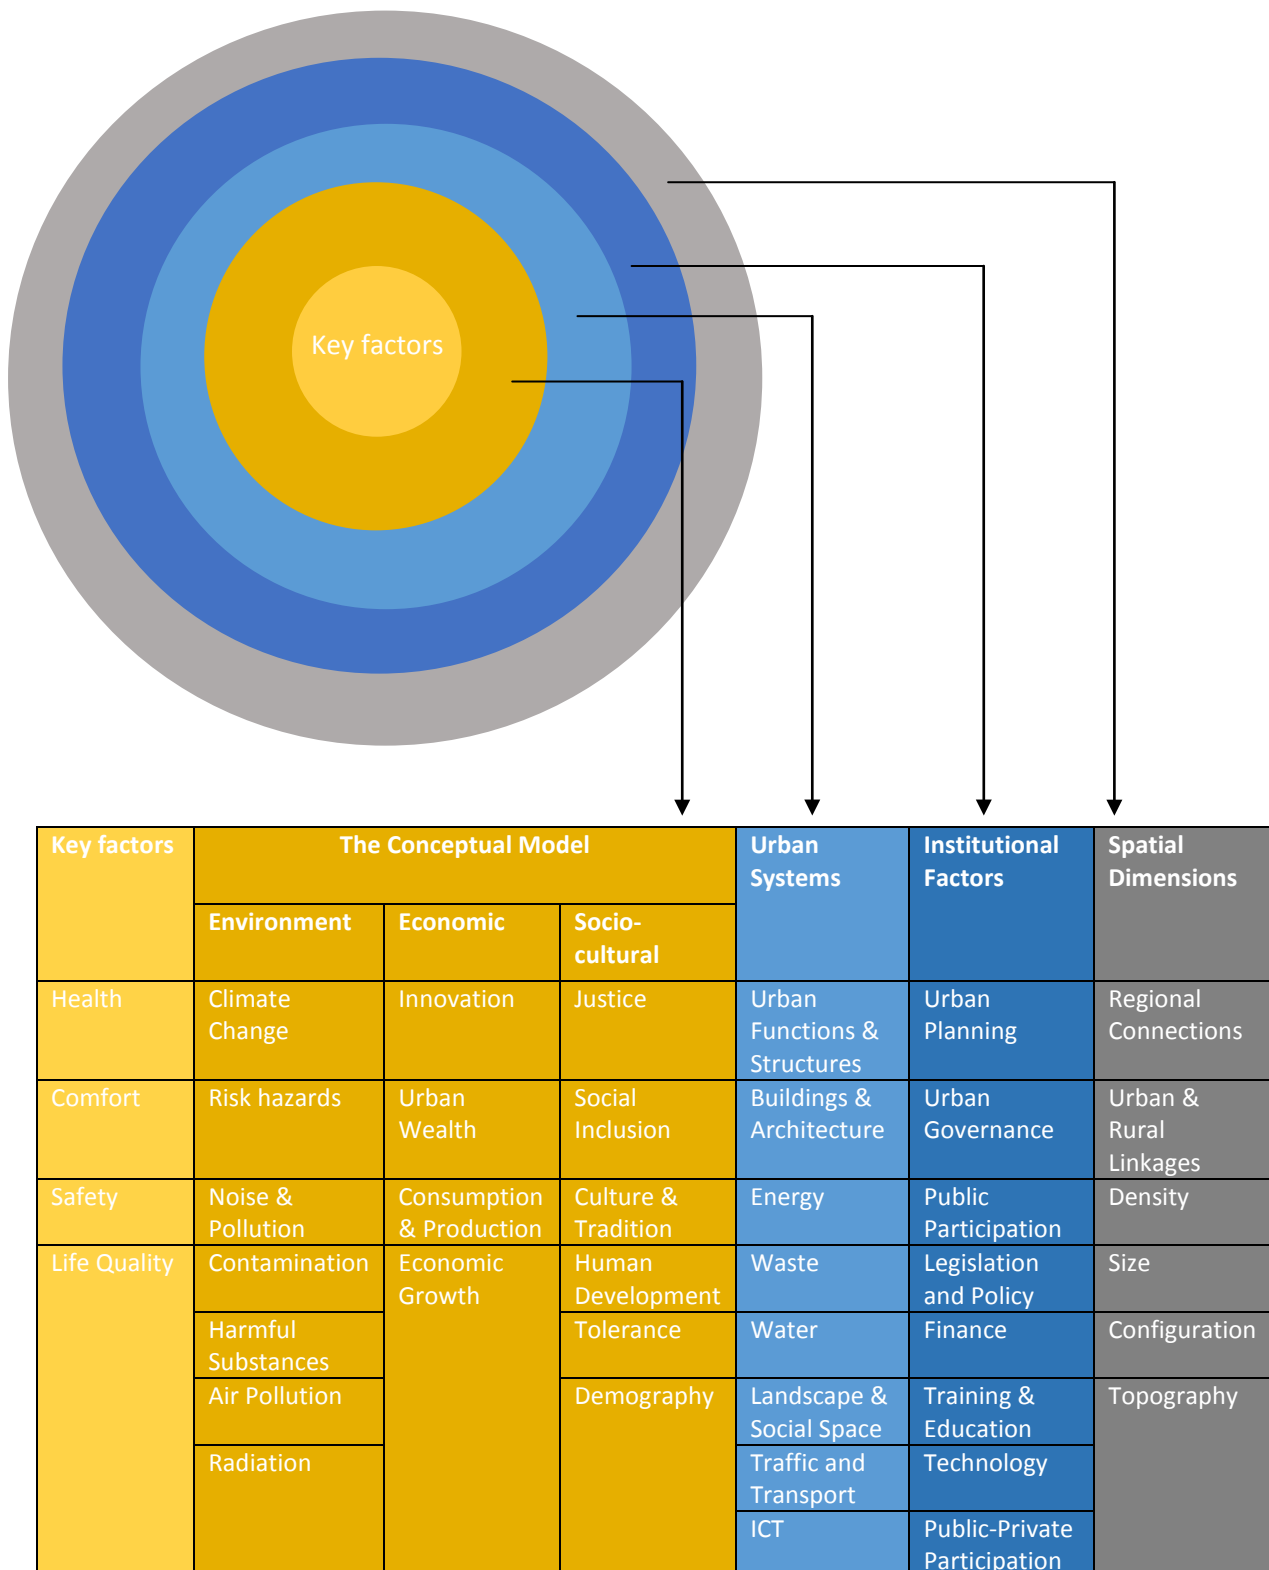 Key factors
Key factors
The Conceptual Model
Urban
Systems
Institutional
Factors
Spatial
Dimensions
Environment
Economic
Socio-
cultural
Health
Climate
Change
Innovation
Justice
Urban
Functions &
Structures
Urban
Planning
Regional
Connections
Comfort
Risk hazards
Urban
Wealth
Social
Inclusion
Buildings &
Architecture
Urban
Governance
Urban &
Rural
Linkages
Safety
Noise &
Pollution
Consumption
& Production
Culture &
Tradition
Energy
Public
Participation
Density
Life Quality
Contamination
Economic
Growth
Human
Development
Waste
Legislation
and Policy
Size
Harmful
Substances
Tolerance
Water
Finance
Configuration
Air Pollution
Demography
Landscape &
Social Space
Training &
Education
Topography
Radiation
Traffic and
Transport
Technology
ICT
Public-Private
Participation